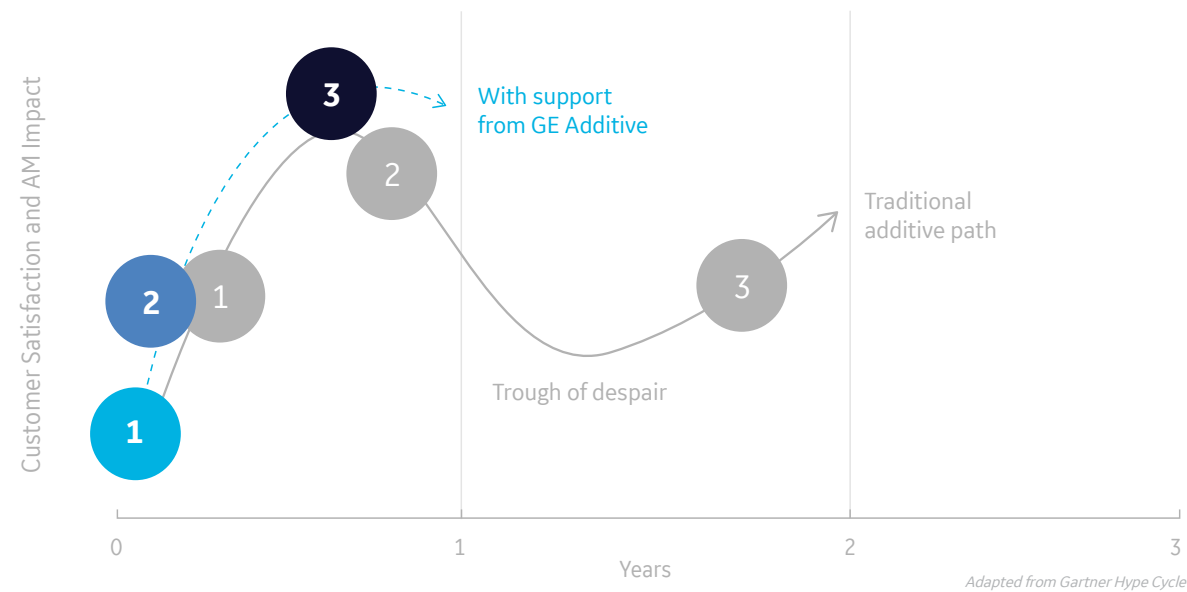 Customer Satisfaction and AM Impact
3
With support
from GE Additive
2
Traditional
additive path
2
1
3
Trough of despair
1
0
1
2
3
Years
Adapted from Gartner Hype Cycle